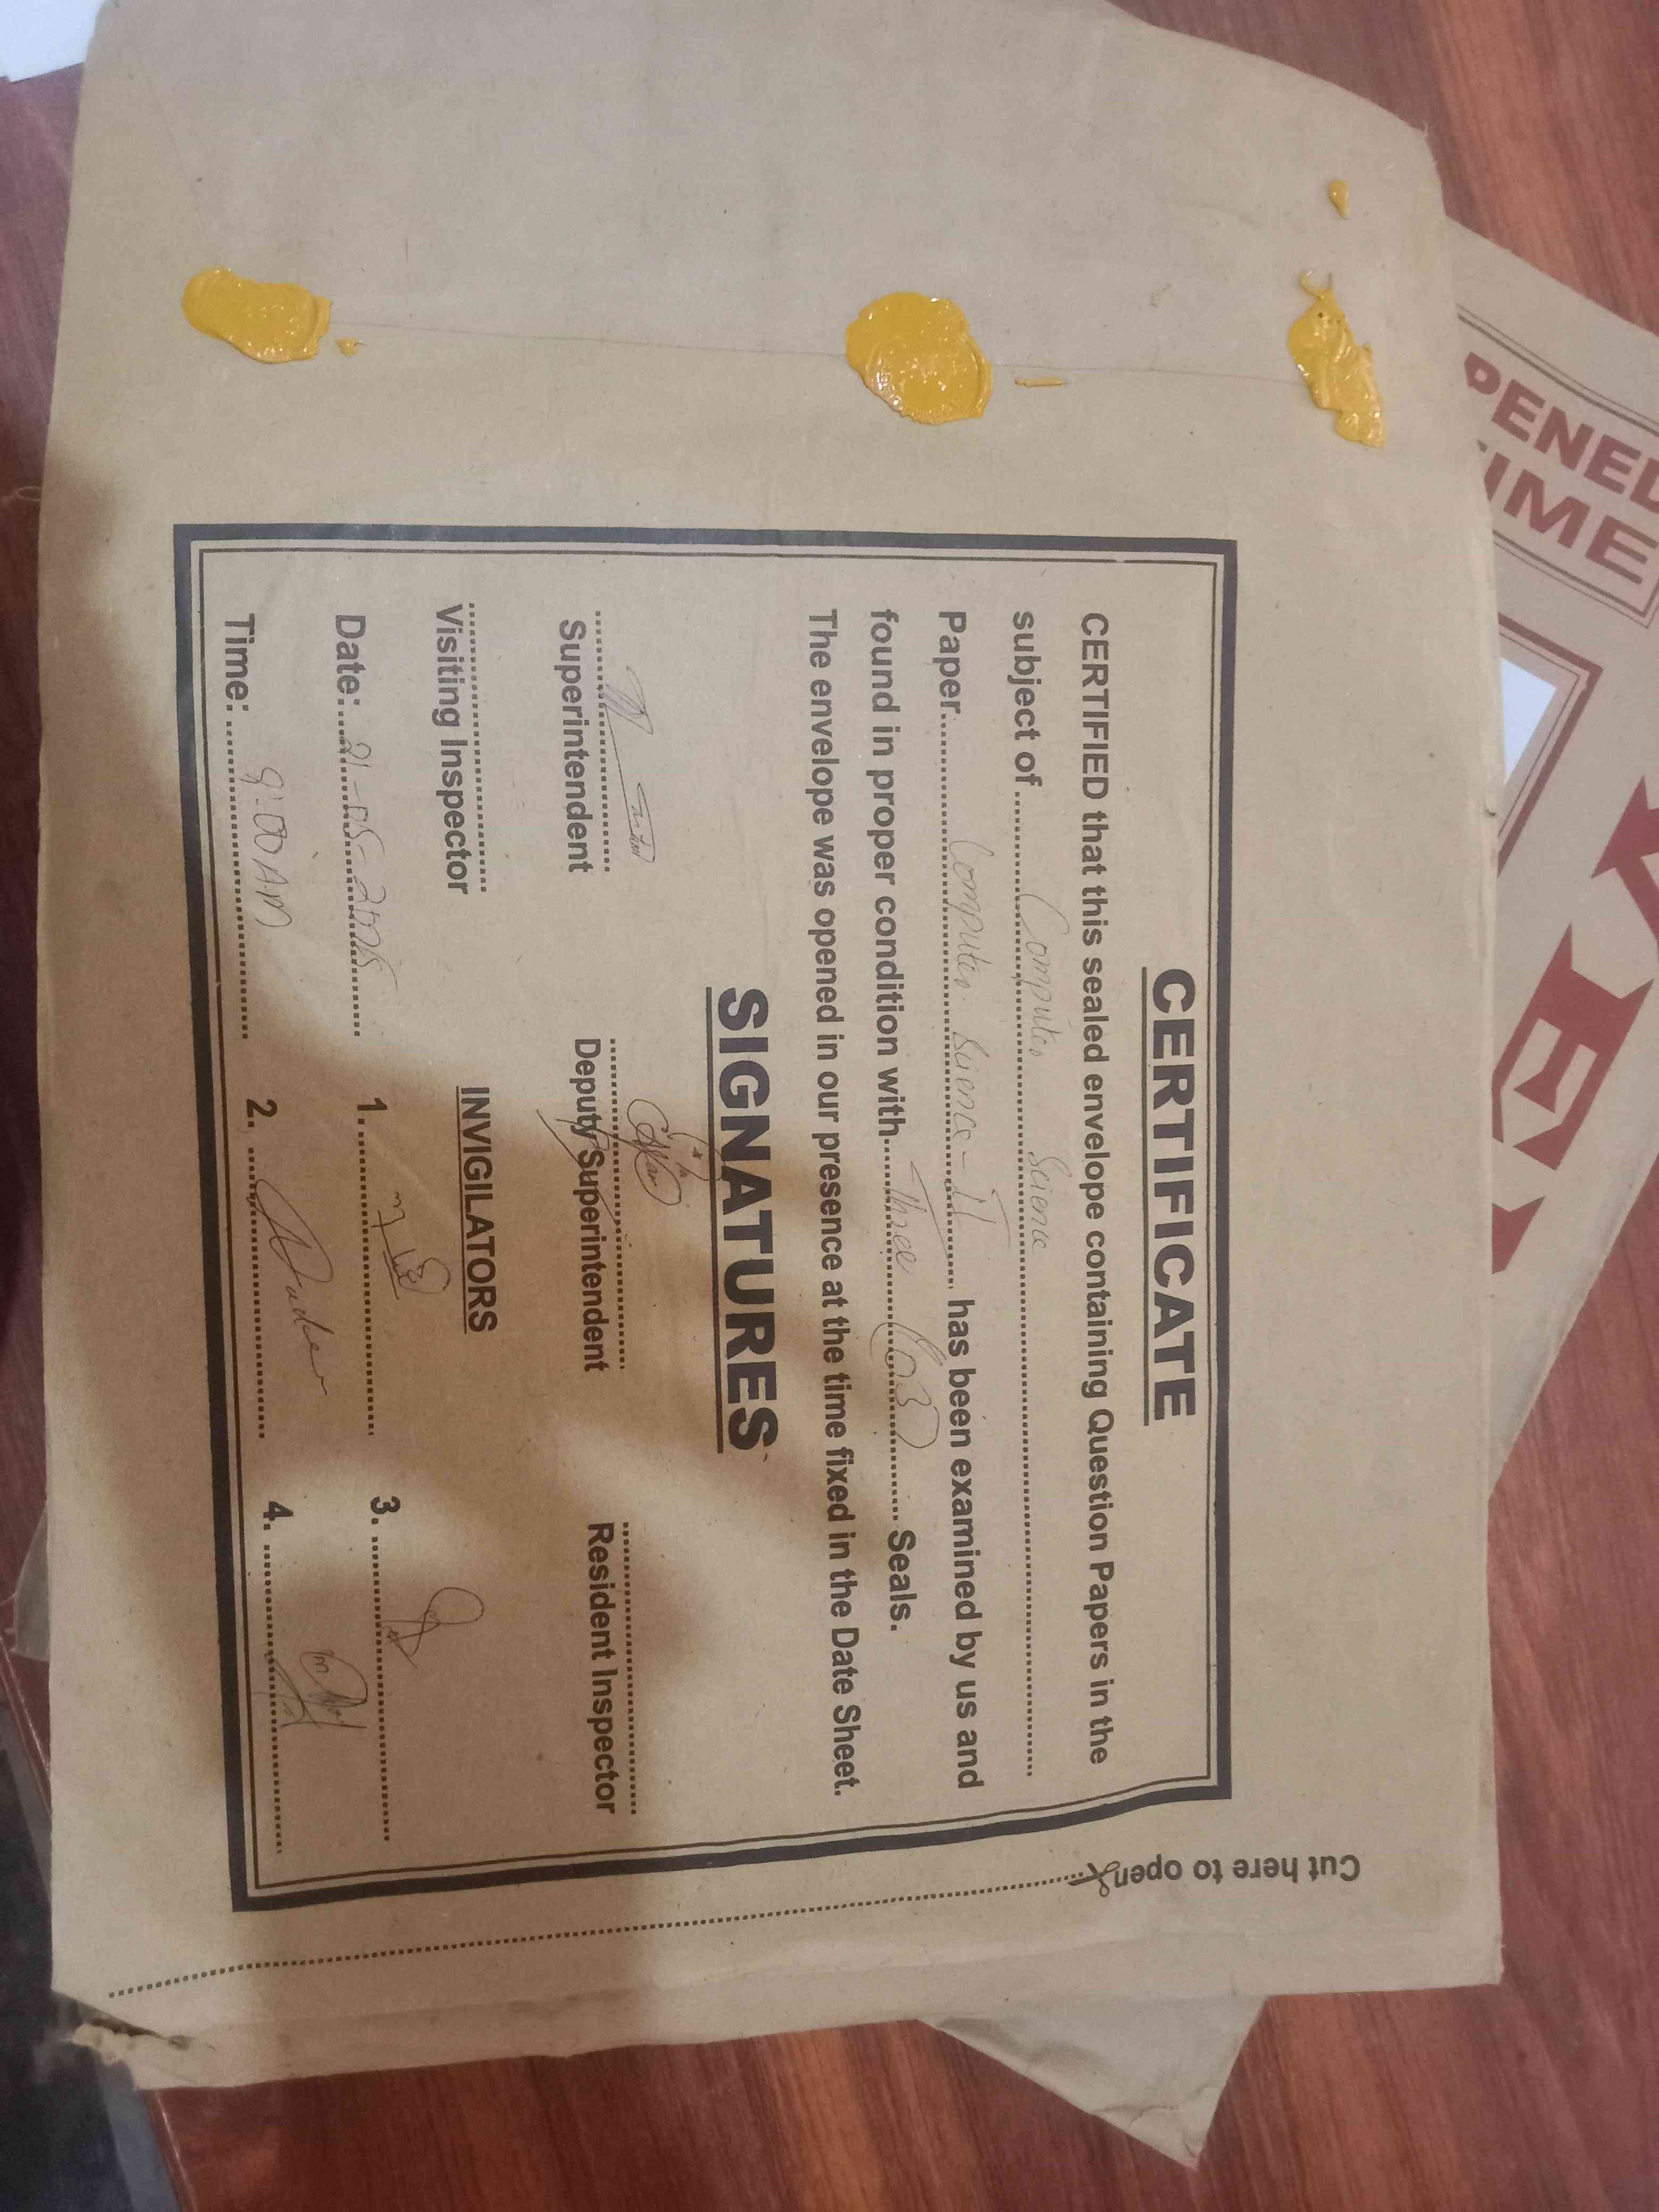 CERTIFICATE
CERTIFIED that this sealed envelope containing Question Papers in the
subject of Computer Science
Paper Computer Science-II has been examined by us and
found in proper condition with Three (03) Seals.
The envelope was opened in our presence at the time fixed in the Date Sheet.
SIGNATURES
Superintendent Deputy Superintendent Resident Inspector
Visiting Inspector INVIGILATORS
Date: 21-05-2025 1. 3.
Time: 9:00 AM 2. 4.
Cut here to open
PENED
IME
KEY